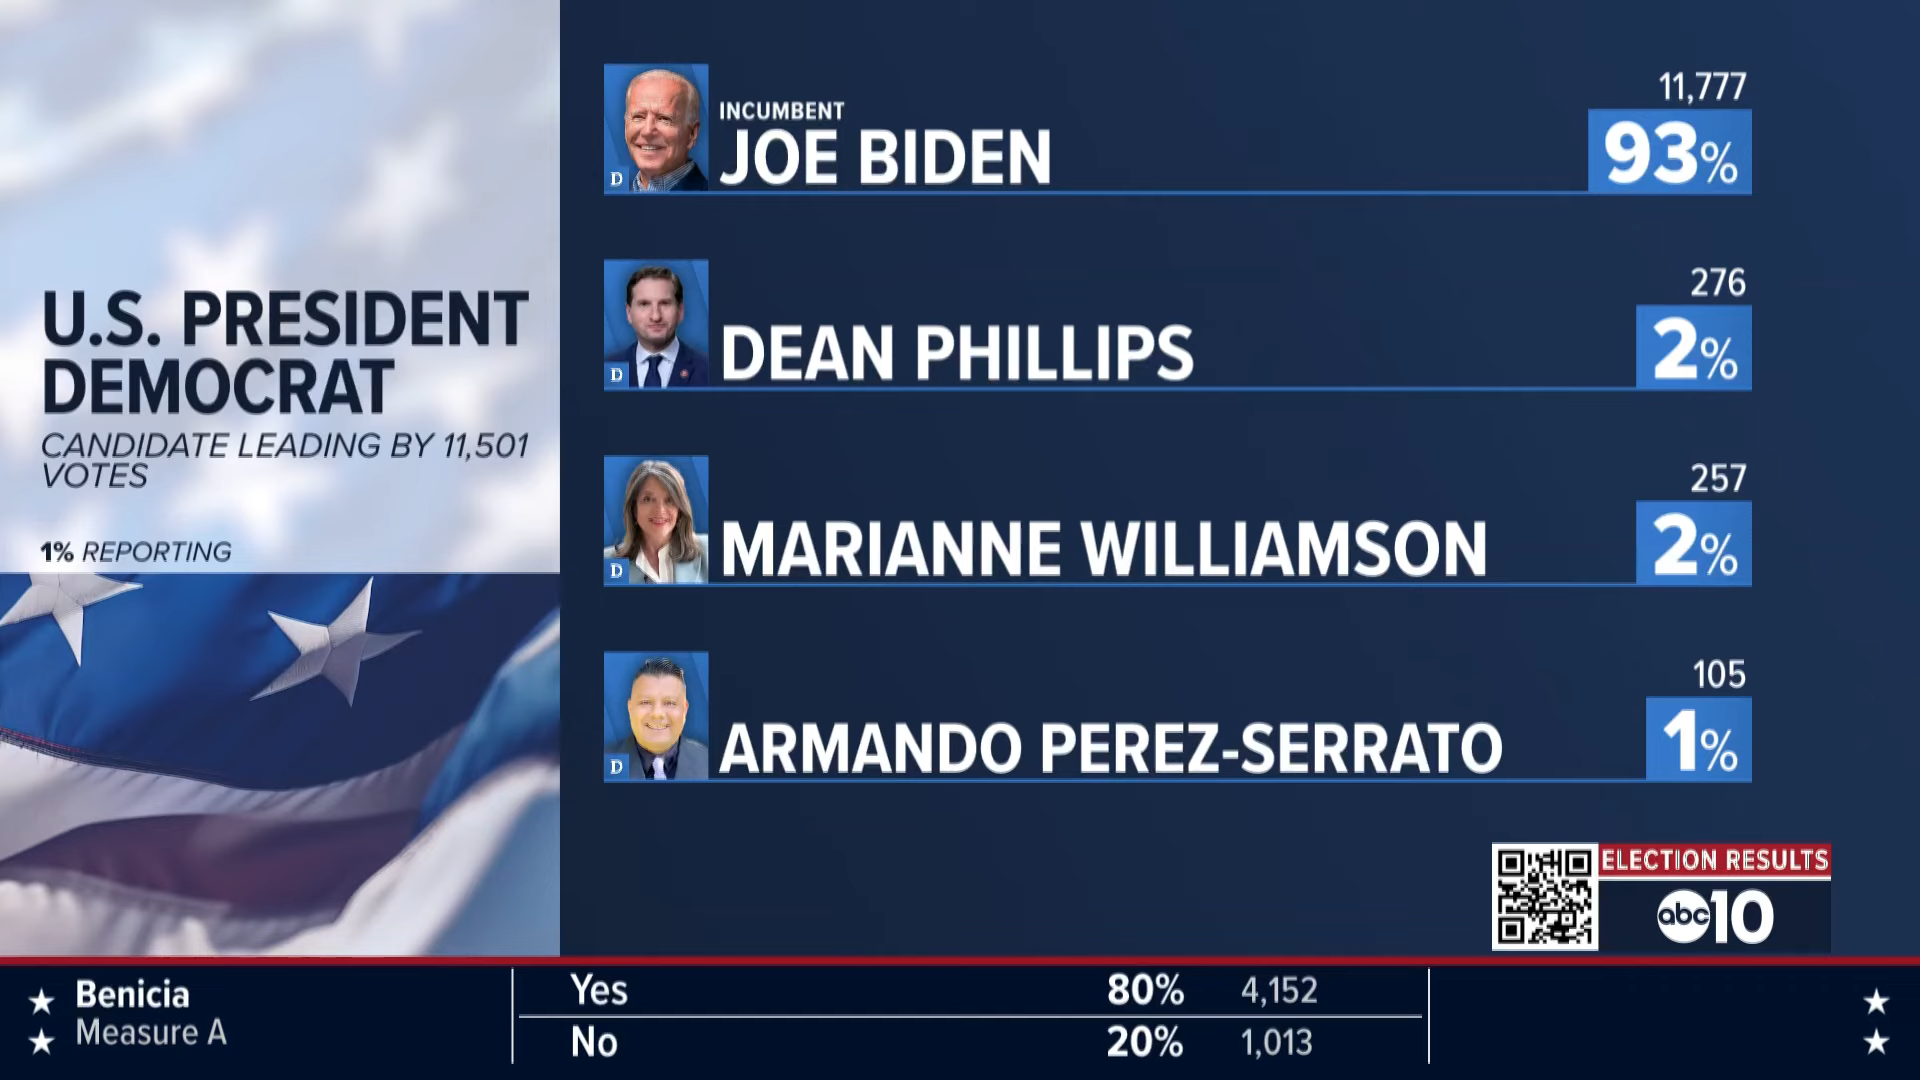 U.S. PRESIDENT
DEMOCRAT
CANDIDATE LEADING BY 11,501
VOTES
1% REPORTING
11,777
INCUMBENT
JOE BIDEN
93%
D
276
DEAN PHILLIPS
2%
D
257
MARIANNE WILLIAMSON
2%
D
105
ARMANDO PEREZ-SERRATO
1%
D
ELECTION RESULTS
abc10
Benicia
Measure A
Yes 80% 4,152
No 20% 1,013